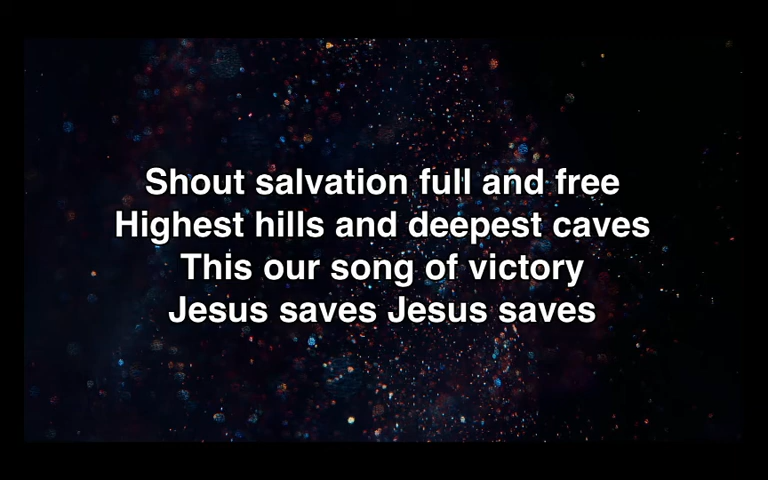 Shout salvation full and free
Highest hills and deepest caves
This our song of victory
Jesus saves Jesus saves